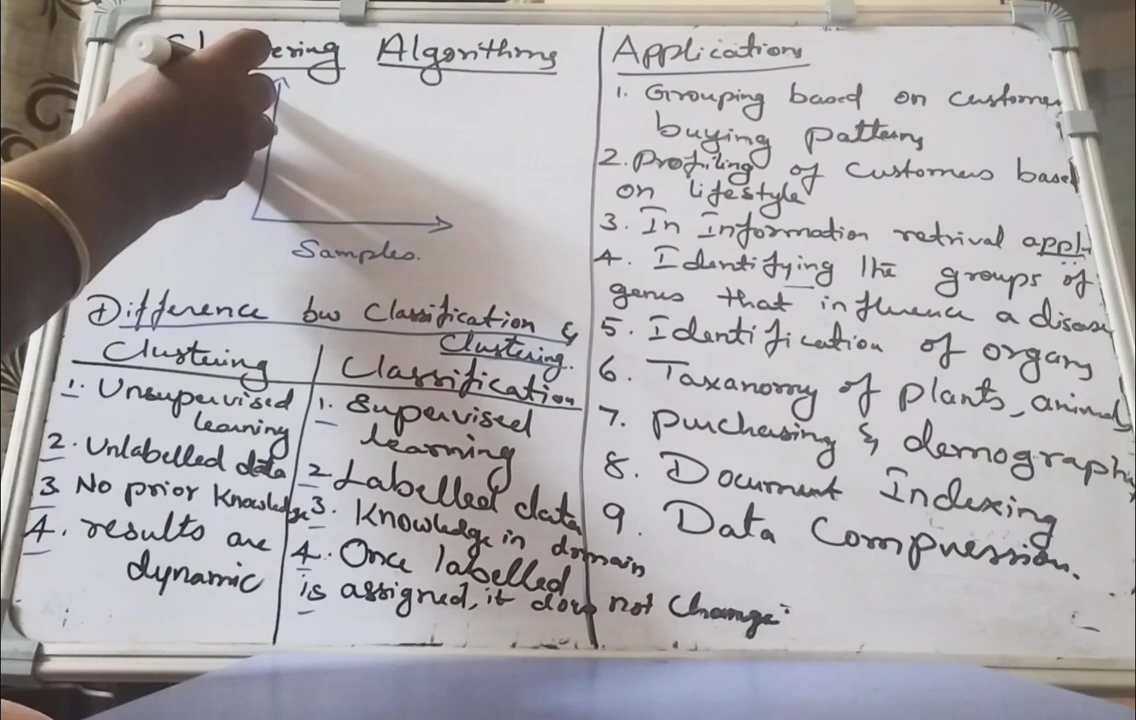 ering Algorithms
Samples.
Difference bw Classification &
Clustering.
Clustering
1. Unsupervised
learning
2. Unlabelled data
3 No prior Knowledge
4. results are
dynamic
Classification
1. Supervised
learning
2 Labelled data
3. Knowledge in domain
4. Once labelled
is assigned, it does not change
Applications
1. Grouping based on customer
buying patterns
2. Profiling of customers based
on lifestyle
3. In Information retrival appl.
4. Identifying the groups of
genes that influence a disease
5. Identification of organs
6. Taxanomy of plants, animals
7. Purchasing & demography
8. Document Indexing
9. Data Compression.